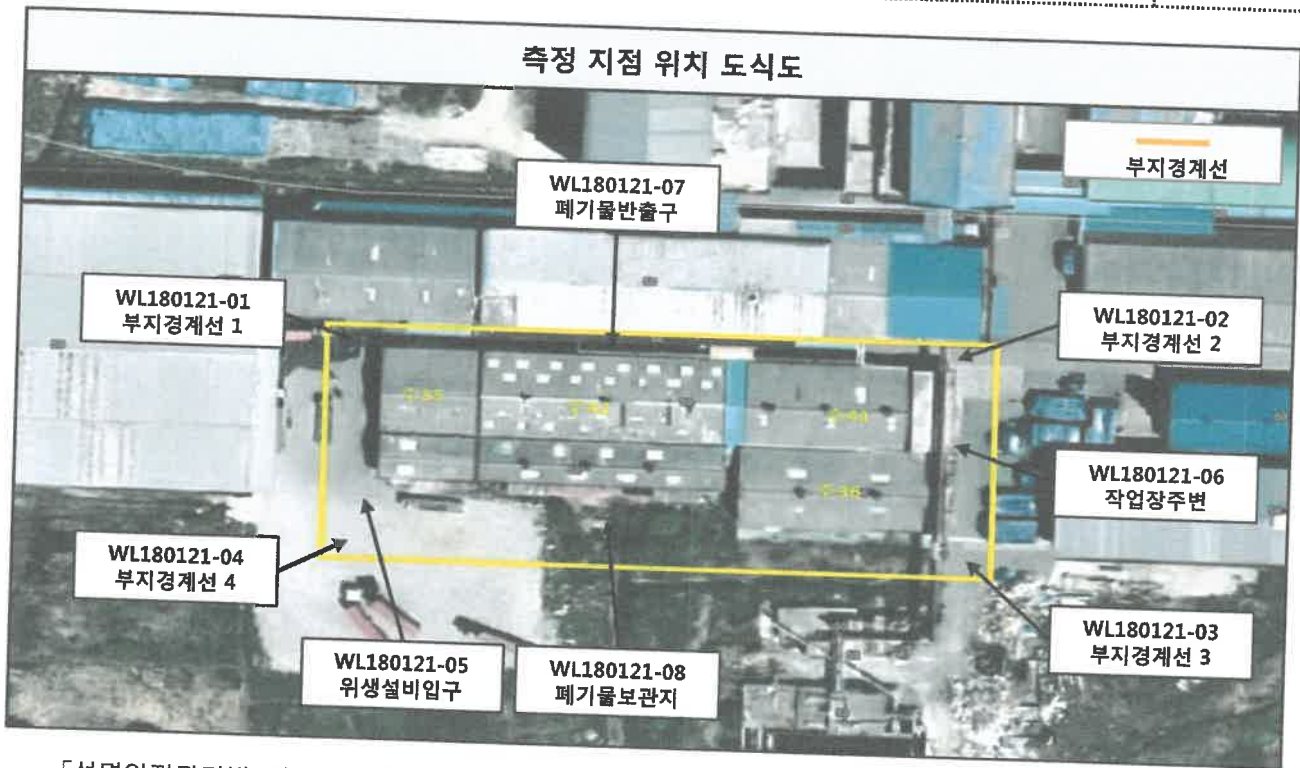 측정 지점 위치 도식도
부지경계선
WL180121-07
폐기물반출구
WL180121-01
부지경계선 1
WL180121-02
부지경계선 2
WL180121-06
작업장주변
WL180121-04
부지경계선 4
WL180121-05
위생설비입구
WL180121-08
폐기물보관지
WL180121-03
부지경계선 3